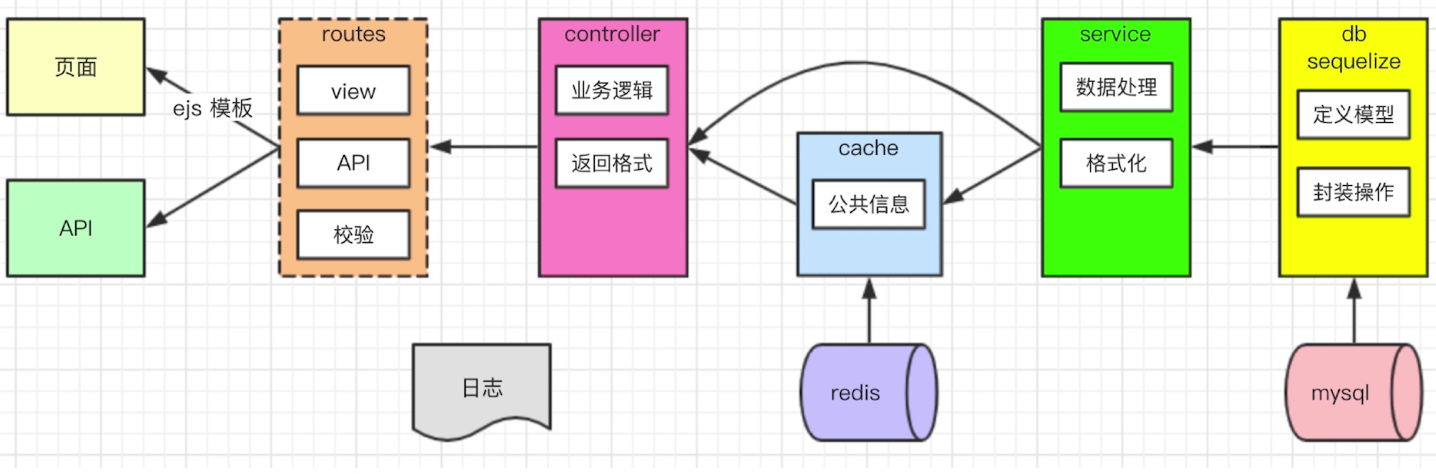 页面
ejs 模板
API
routes
view
API
校验
controller
业务逻辑
返回格式
cache
公共信息
service
数据处理
格式化
db
sequelize
定义模型
封装操作
日志
redis
mysql